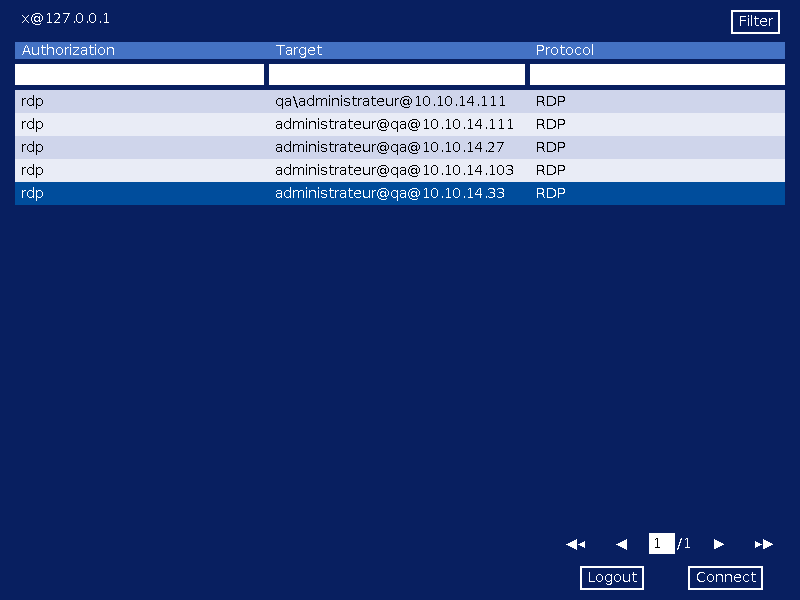 x@127.0.0.1
Filter
Authorization Target Protocol
rdp qa\administrateur@10.10.14.111 RDP
rdp administrateur@qa@10.10.14.111 RDP
rdp administrateur@qa@10.10.14.27 RDP
rdp administrateur@qa@10.10.14.103 RDP
rdp administrateur@qa@10.10.14.33 RDP
1 /1
Logout Connect